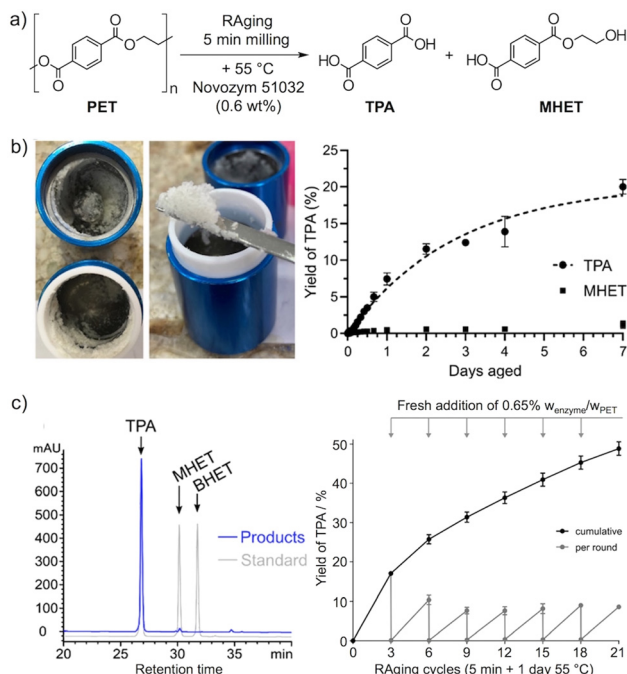 a)
RAging
5 min milling
+ 55 °C
Novozym 51032
(0.6 wt%)
O
O
O
O
n
PET
O
OH
HO
O
TPA
+
O
O
OH
HO
O
MHET
b)
Yield of TPA (%)
25
20
15
10
5
0
0 1 2 3 4 5 6 7
Days aged
TPA
MHET
c)
mAU
700
600
500
400
300
200
100
0
TPA
MHET
BHET
Products
Standard
20 25 30 35 min
Retention time
Fresh addition of 0.65% wenzyme/wPET
Yield of TPA / %
50
40
30
20
10
0
cumulative
per round
0 3 6 9 12 15 18 21
RAging cycles (5 min + 1 day 55 °C)